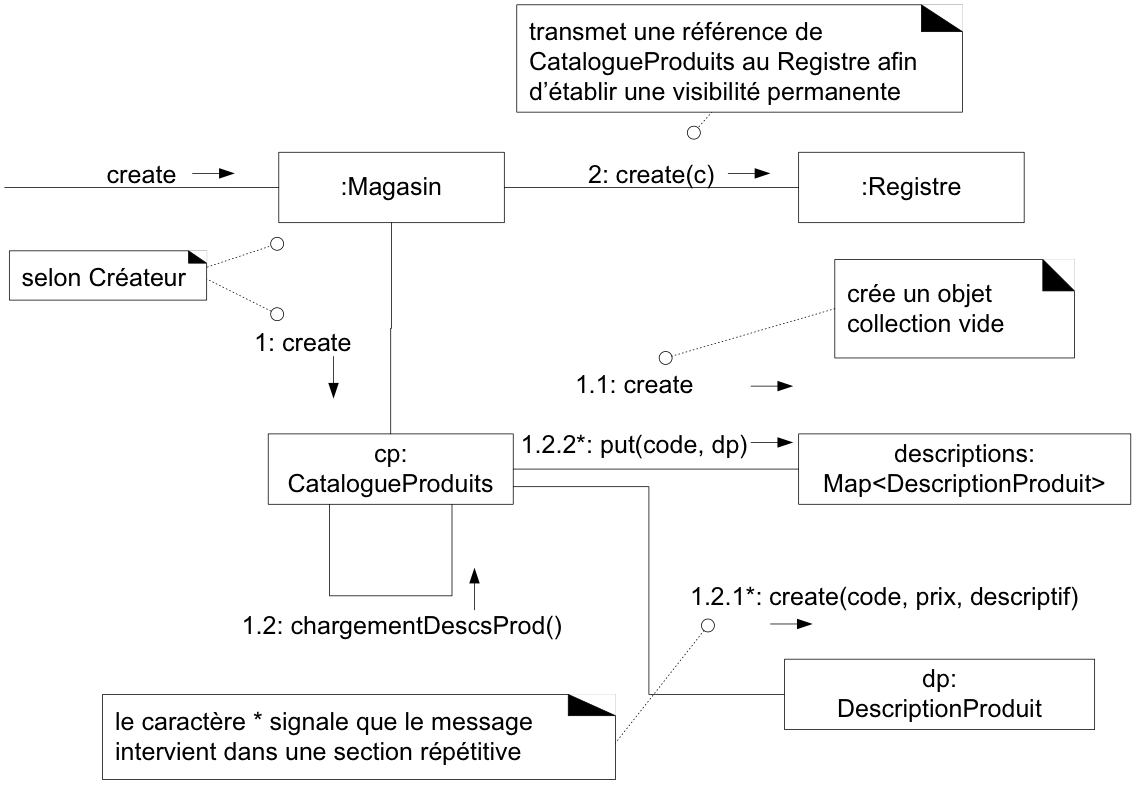 transmet une référence de
CatalogueProduits au Registre afin
d’établir une visibilité permanente
create
:Magasin
2: create(c)
:Registre
selon Créateur
crée un objet
collection vide
1: create
1.1: create
cp:
CatalogueProduits
1.2.2*: put(code, dp)
descriptions:
Map<DescriptionProduit>
1.2: chargementDescsProd()
1.2.1*: create(code, prix, descriptif)
dp:
DescriptionProduit
le caractère * signale que le message
intervient dans une section répétitive